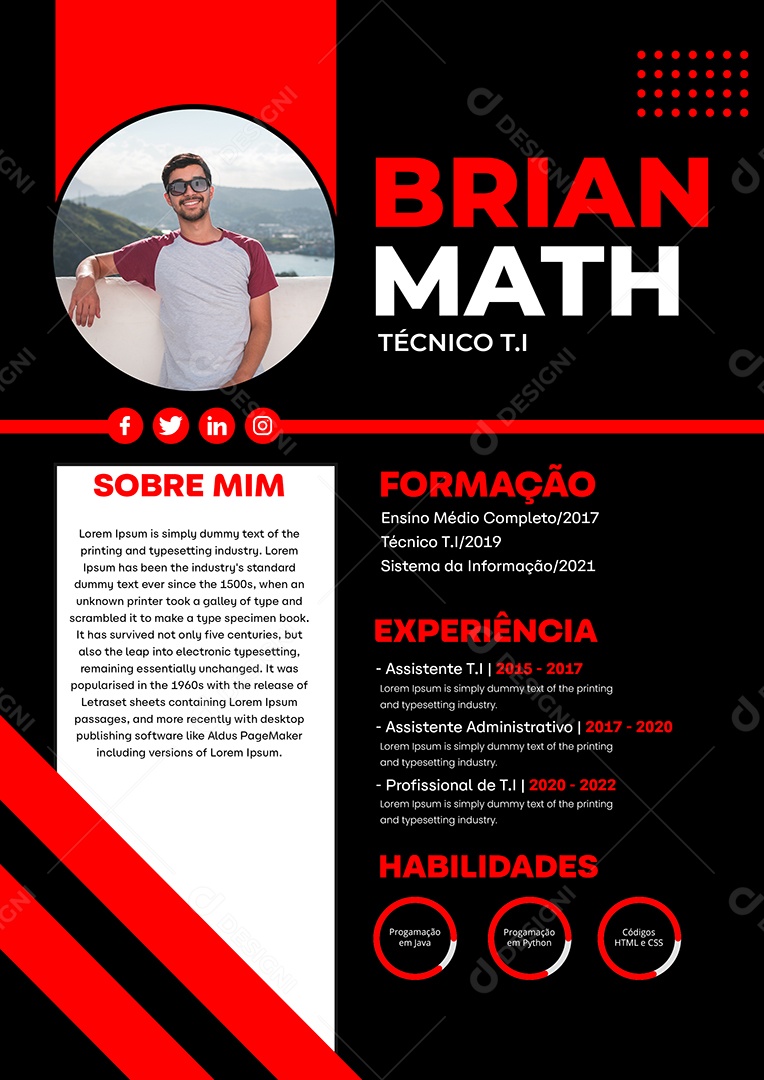 BRIAN
MATH
TÉCNICO T.I
SOBRE MIM
Lorem Ipsum is simply dummy text of the
printing and typesetting industry. Lorem
Ipsum has been the industry's standard
dummy text ever since the 1500s, when an
unknown printer took a galley of type and
scrambled it to make a type specimen book.
It has survived not only five centuries, but
also the leap into electronic typesetting,
remaining essentially unchanged. It was
popularised in the 1960s with the release of
Letraset sheets containing Lorem Ipsum
passages, and more recently with desktop
publishing software like Aldus PageMaker
including versions of Lorem Ipsum.
FORMAÇÃO
Ensino Médio Completo/2017
Técnico T.I/2019
Sistema da Informação/2021
EXPERIÊNCIA
- Assistente T.I | 2015 - 2017
Lorem Ipsum is simply dummy text of the printing
and typesetting industry.
- Assistente Administrativo | 2017 - 2020
Lorem Ipsum is simply dummy text of the printing
and typesetting industry.
- Profissional de T.I | 2020 - 2022
Lorem Ipsum is simply dummy text of the printing
and typesetting industry.
HABILIDADES
Progamação
em Java
Progamação
em Python
Códigos
HTML e CSS
DESIGNI
DESIGNI
DESIGNI
DESIGNI
DESIGNI
DESIGNI